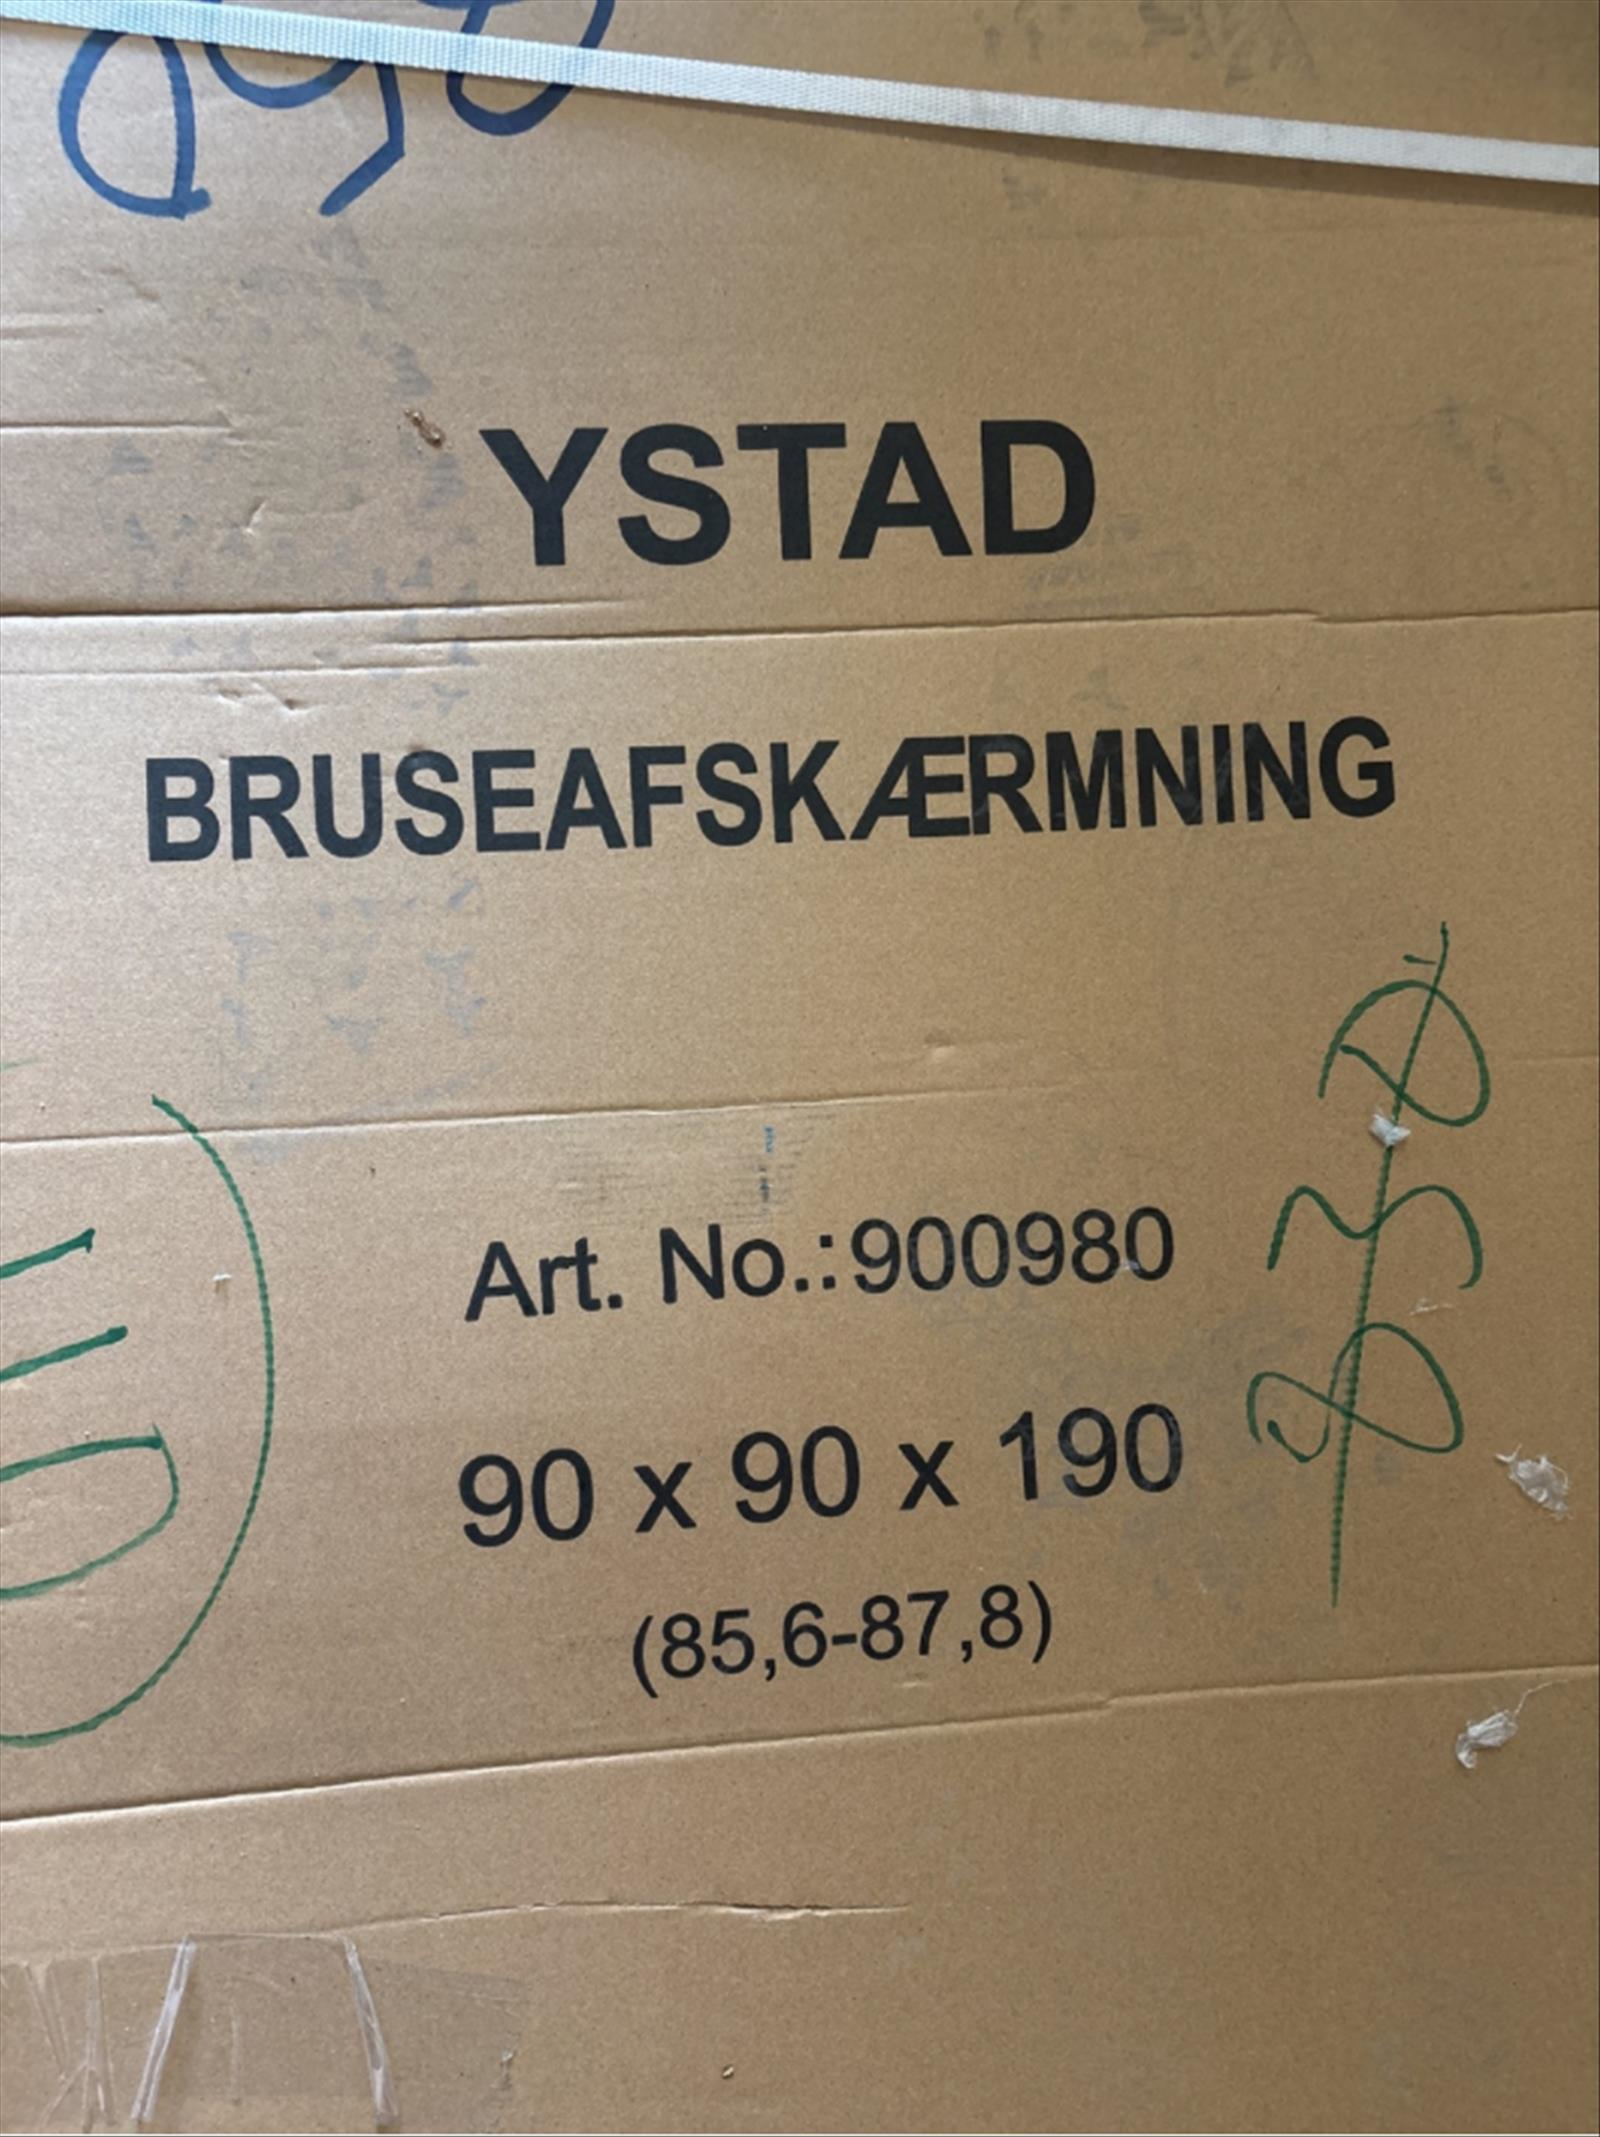 YSTAD
BRUSEAFSKÆRMNING
Art. No.:900980
90 x 90 x 190
(85,6-87,8)